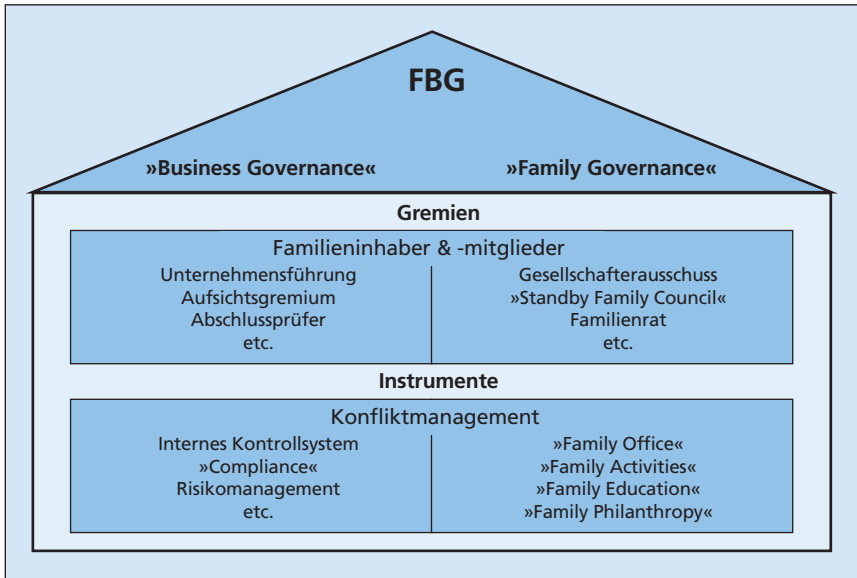 FBG
»Business Governance« »Family Governance«
Gremien
Familieninhaber & -mitglieder
Unternehmensführung
Aufsichtsgremium
Abschlussprüfer
etc.
Gesellschafterausschuss
»Standby Family Council«
Familienrat
etc.
Instrumente
Konfliktmanagement
Internes Kontrollsystem
»Compliance«
Risikomanagement
etc.
»Family Office«
»Family Activities«
»Family Education«
»Family Philanthropy«